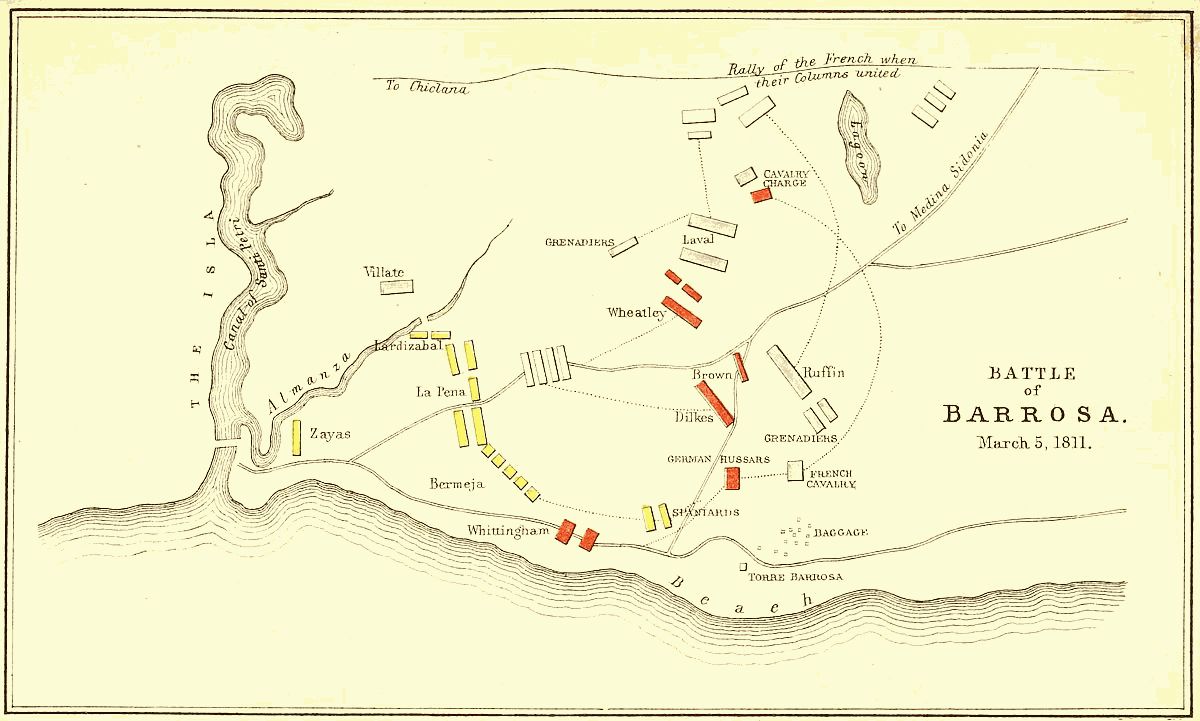 Rally of the French when
their Columns united
To Chiclana
Lagoon
CAVALRY
CHARGE
To Medina Sidonia
THE ISLA
Canal of Santi Petri
GRENADIERS
Laval
Villate
Wheatley
Lardizabal
Almanza
Brown
Ruffin
La Pena
Dilkes
BATTLE
of
BARROSA.
March 5, 1811.
Zayas
GRENADIERS
GERMAN HUSSARS
FRENCH
CAVALRY
Bermeja
SPANIARDS
Whittingham
BAGGAGE
TORRE BARROSA
Beach